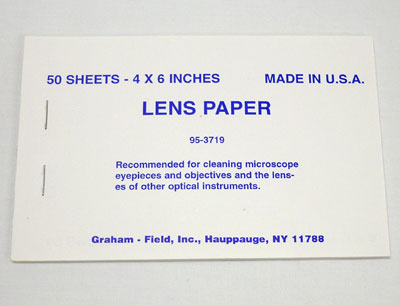 50 SHEETS - 4 X 6 INCHES MADE IN U.S.A.
LENS PAPER
95-3719
Recommended for cleaning microscope
eyepieces and objectives and the lens-
es of other optical instruments.
Graham - Field, Inc., Hauppauge, NY 11788